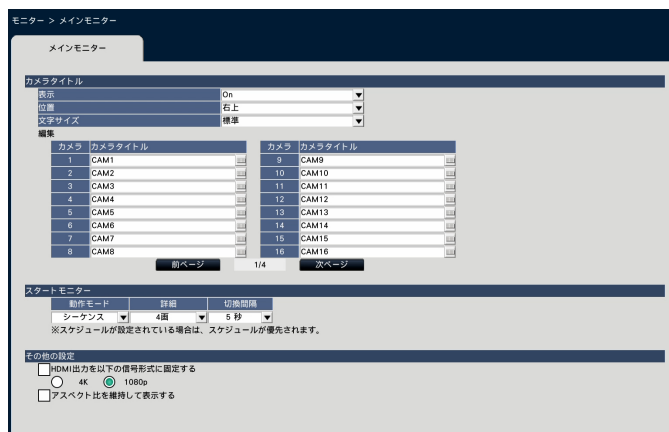 モニター > メインモニター
メインモニター
カメラタイトル
表示 On
位置 右上
文字サイズ 標準
編集
カメラ カメラタイトル カメラ カメラタイトル
1 CAM1 9 CAM9
2 CAM2 10 CAM10
3 CAM3 11 CAM11
4 CAM4 12 CAM12
5 CAM5 13 CAM13
6 CAM6 14 CAM14
7 CAM7 15 CAM15
8 CAM8 16 CAM16
前ページ 1/4 次ページ
スタートモニター
動作モード 詳細 切換間隔
シーケンス 4画 5 秒
※スケジュールが設定されている場合は、スケジュールが優先されます。
その他の設定
HDMI出力を以下の信号形式に固定する
4K 1080p
アスペクト比を維持して表示する